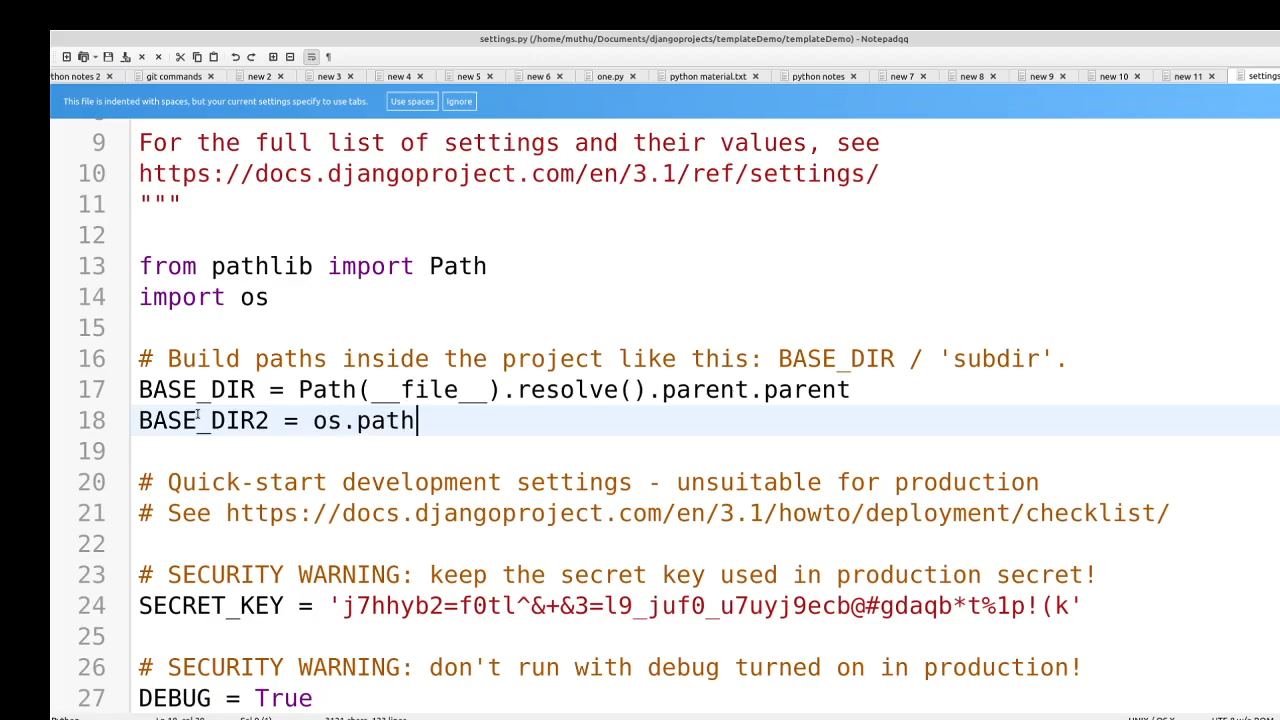 settings.py (/home/muthu/Documents/djangoprojects/templateDemo/templateDemo) - Notepadqq
thon notes 2 git commands new 2 new 3 new 4 new 5 new 6 one.py python material.txt python notes new 7 new 8 new 9 new 10 new 11 settings
This file is indented with spaces, but your current settings specify to use tabs. Use spaces Ignore
9 For the full list of settings and their values, see
10 https://docs.djangoproject.com/en/3.1/ref/settings/
11 """
12
13 from pathlib import Path
14 import os
15
16 # Build paths inside the project like this: BASE_DIR / 'subdir'.
17 BASE_DIR = Path(__file__).resolve().parent.parent
18 BASE_DIR2 = os.path
19
20 # Quick-start development settings - unsuitable for production
21 # See https://docs.djangoproject.com/en/3.1/howto/deployment/checklist/
22
23 # SECURITY WARNING: keep the secret key used in production secret!
24 SECRET_KEY = 'j7hhyb2=f0tl^&+&3=l9_juf0_u7uyj9ecb@#gdaqb*t%1p!(k'
25
26 # SECURITY WARNING: don't run with debug turned on in production!
27 DEBUG = True